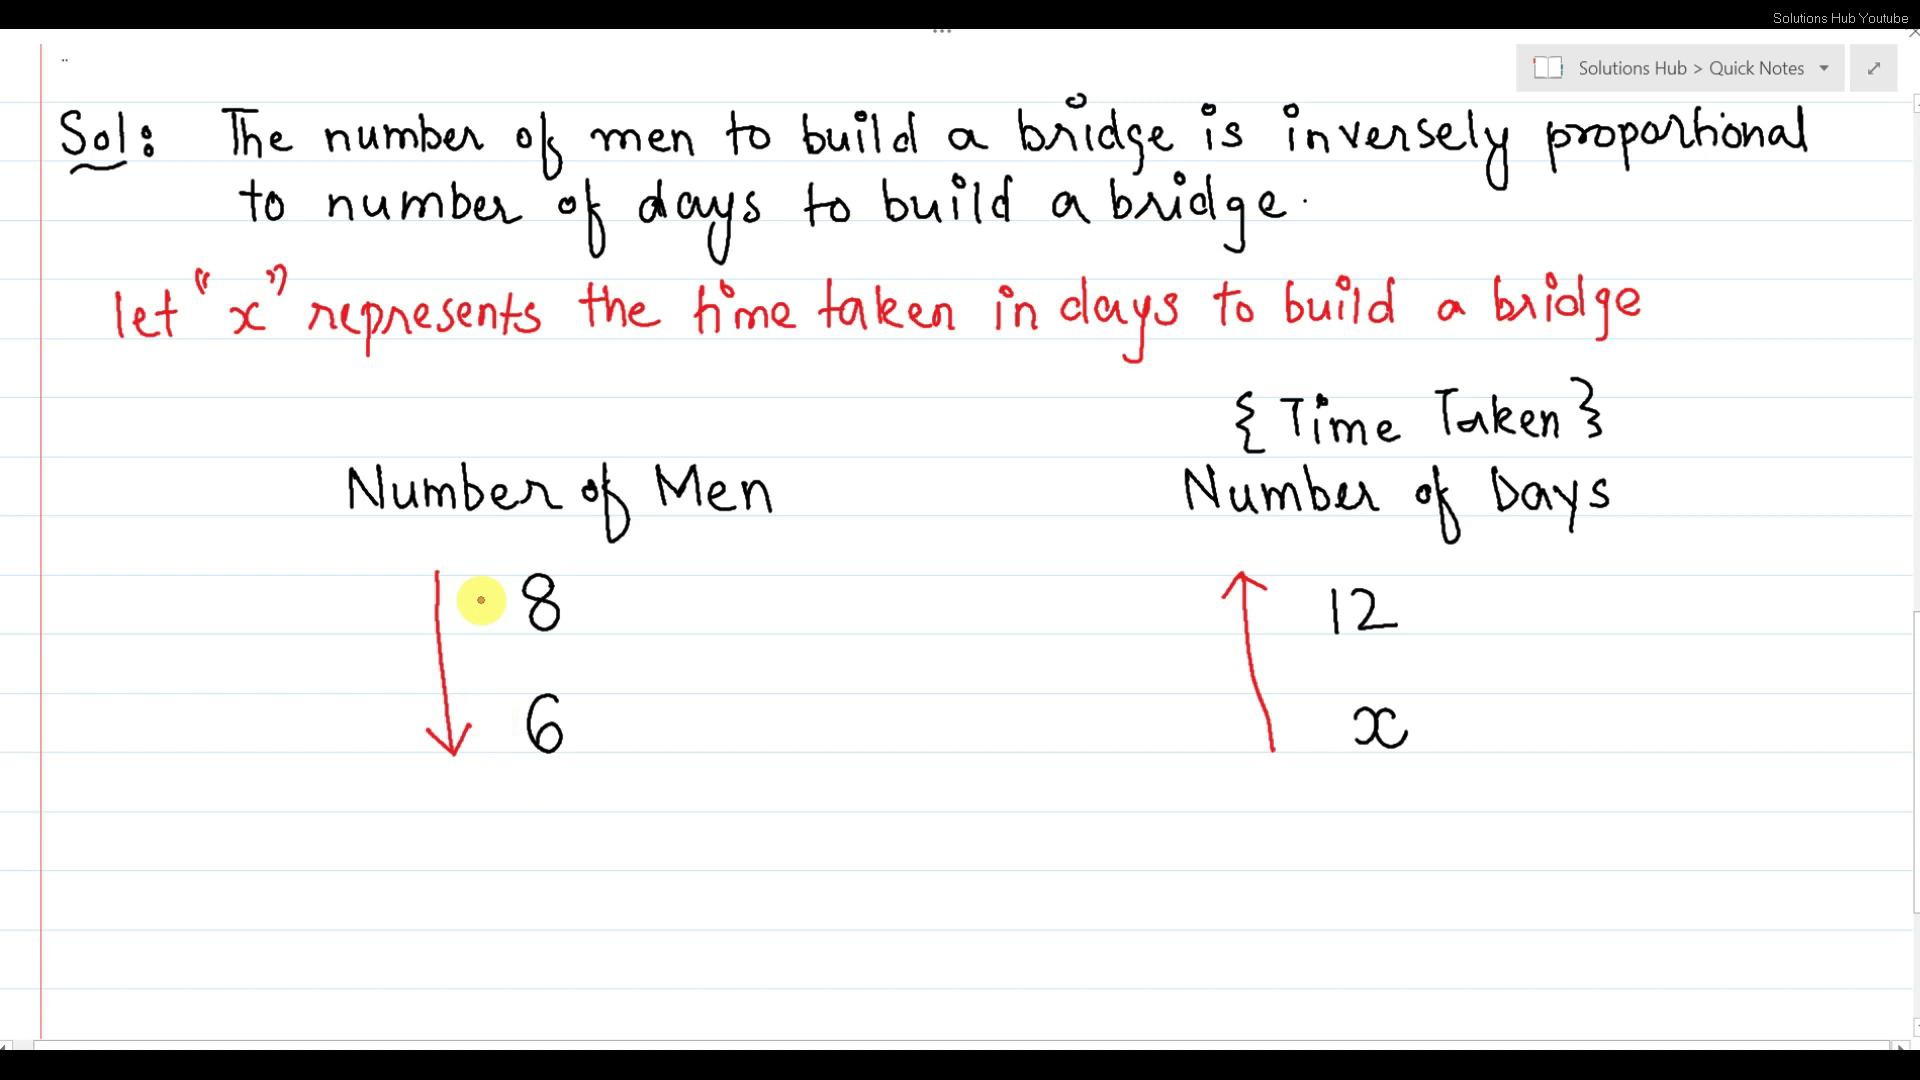 Solutions Hub Youtube
Solutions Hub > Quick Notes
Sol: The number of men to build a bridge is inversely proportional
to number of days to build a bridge.
let "x" represents the time taken in days to build a bridge
{ Time Taken }
Number of Men Number of Days
8 12
6 x